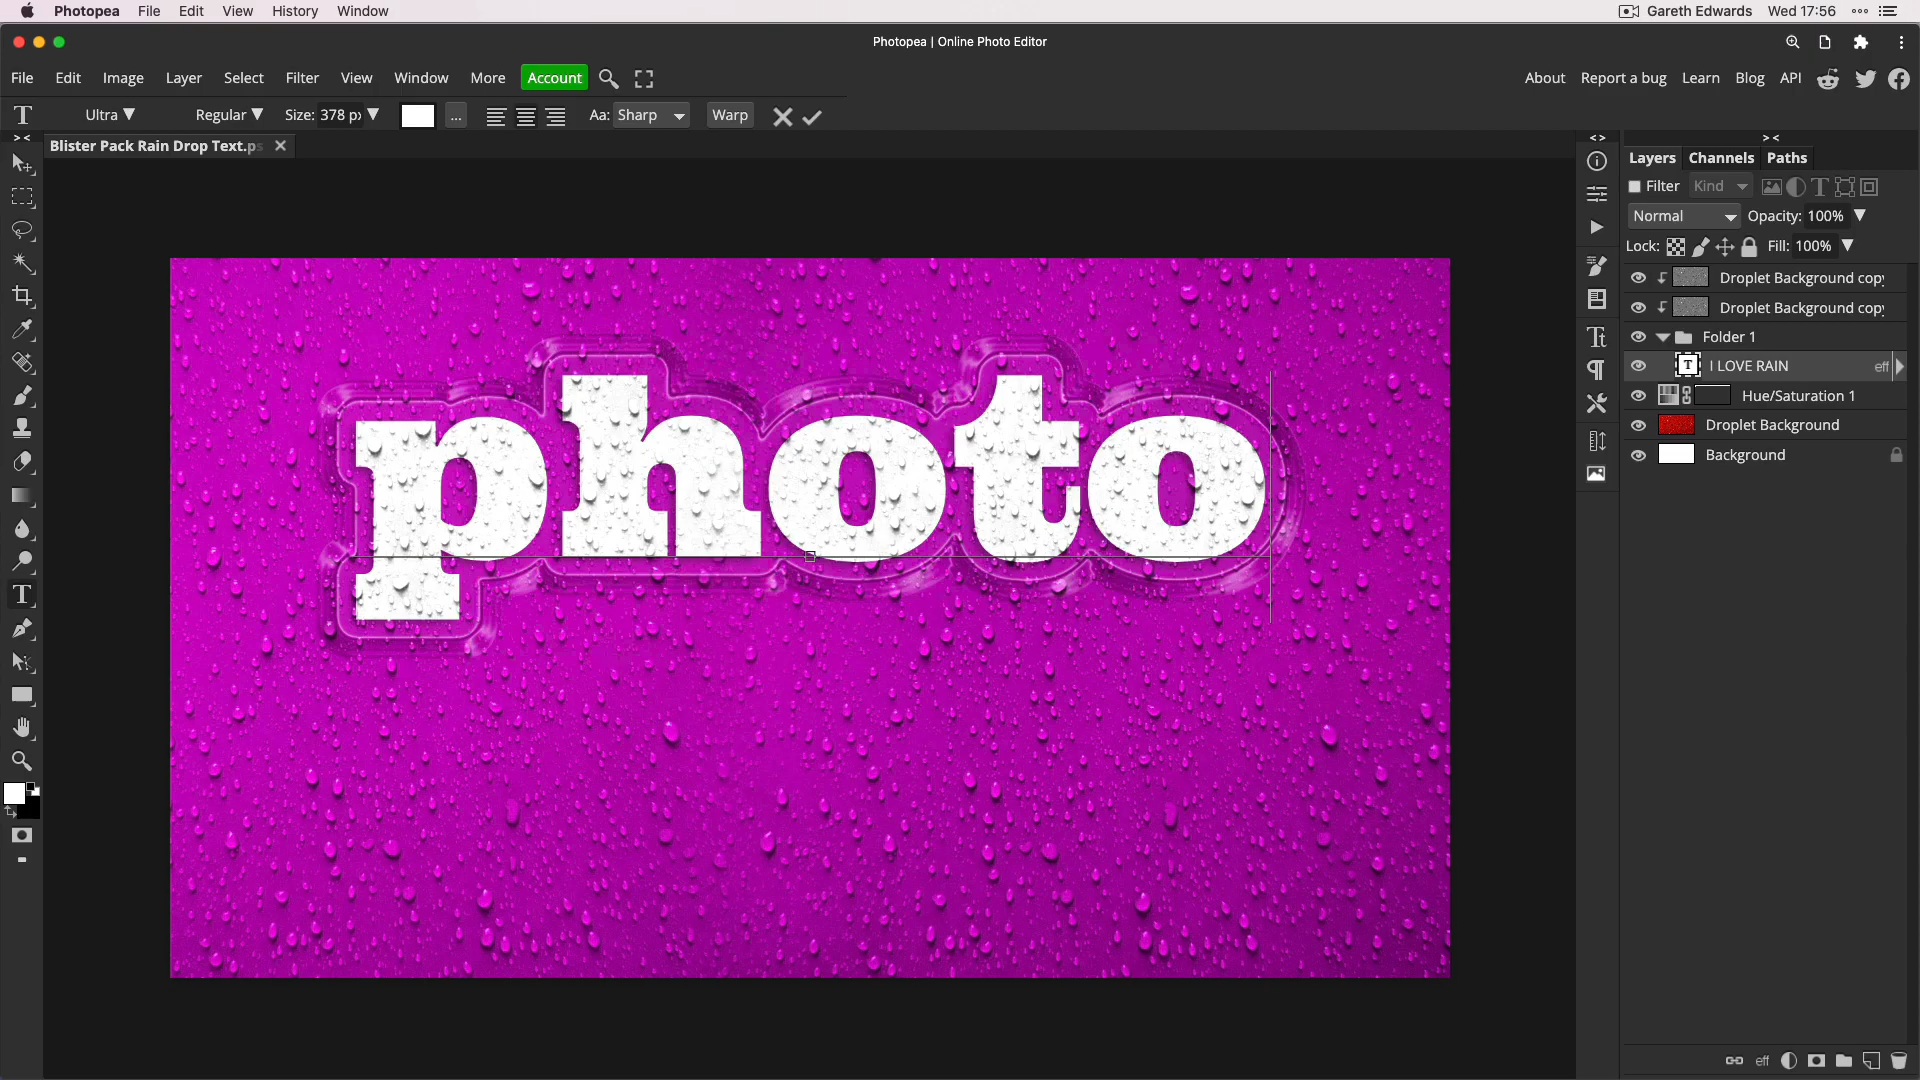 Photopea File Edit View History Window Gareth Edwards Wed 17:56
Photopea | Online Photo Editor
File Edit Image Layer Select Filter View Window More Account About Report a bug Learn Blog API
Ultra Regular Size: 378 p ... Aa: Sharp Warp
Blister Pack Rain Drop Text.ps
Layers Channels Paths
Filter Kind
Normal Opacity: 100%
Lock: Fill: 100%
Droplet Background copy
Droplet Background copy
Folder 1
I LOVE RAIN eff
Hue/Saturation 1
Droplet Background
Background
photo
eff